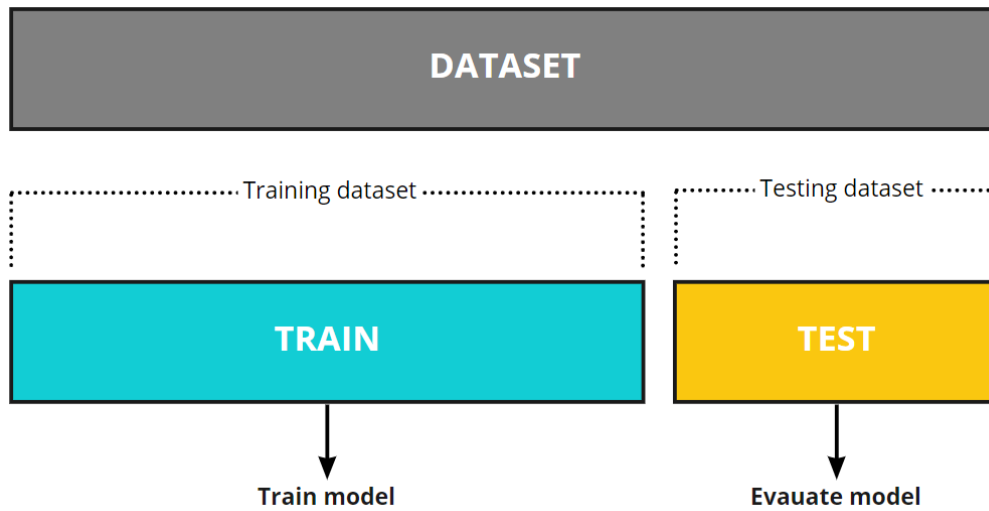 DATASET
Training dataset
Testing dataset
TRAIN
TEST
Train model
Evauate model